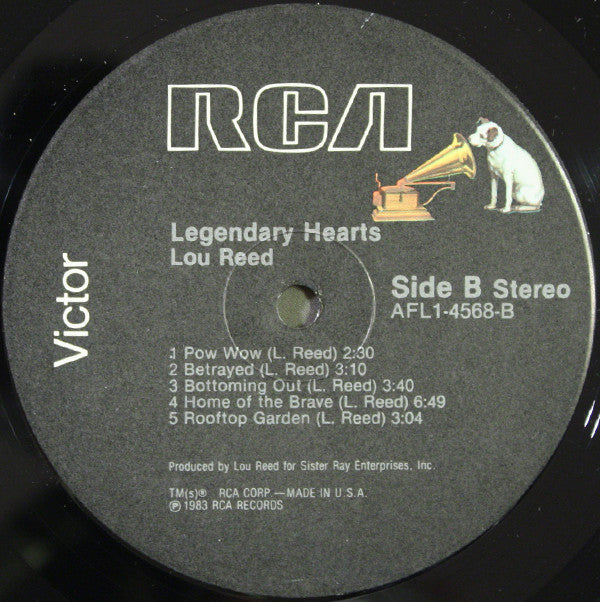 RCA
Legendary Hearts
Lou Reed
Victor
Side B Stereo
AFL1-4568-B
1 Pow Wow (L. Reed) 2:30
2 Betrayed (L. Reed) 3:10
3 Bottoming Out (L. Reed) 3:40
4 Home of the Brave (L. Reed) 6:49
5 Rooftop Garden (L. Reed) 3:04
Produced by Lou Reed for Sister Ray Enterprises, Inc.
TM(s)® RCA CORP.—MADE IN U.S.A.
℗ 1983 RCA RECORDS